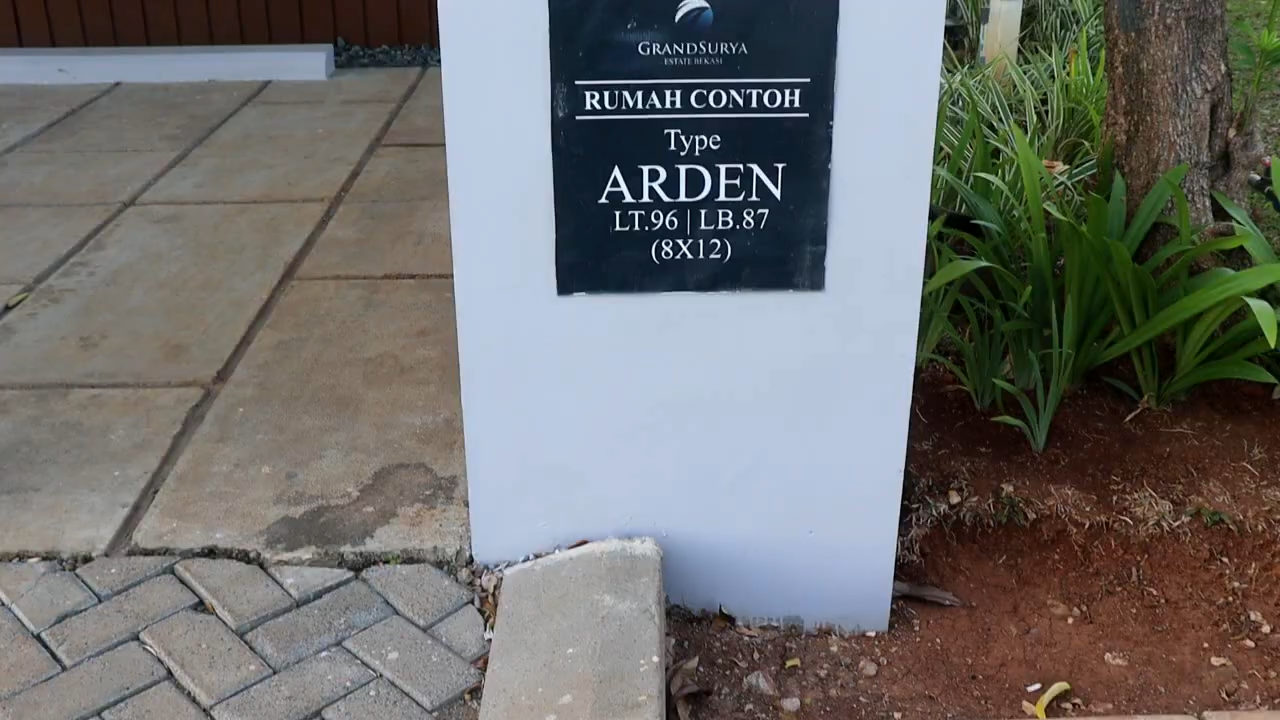 GRANDSURYA
ESTATE BEKASI
RUMAH CONTOH
Type
ARDEN
LT.96 | LB.87
(8X12)